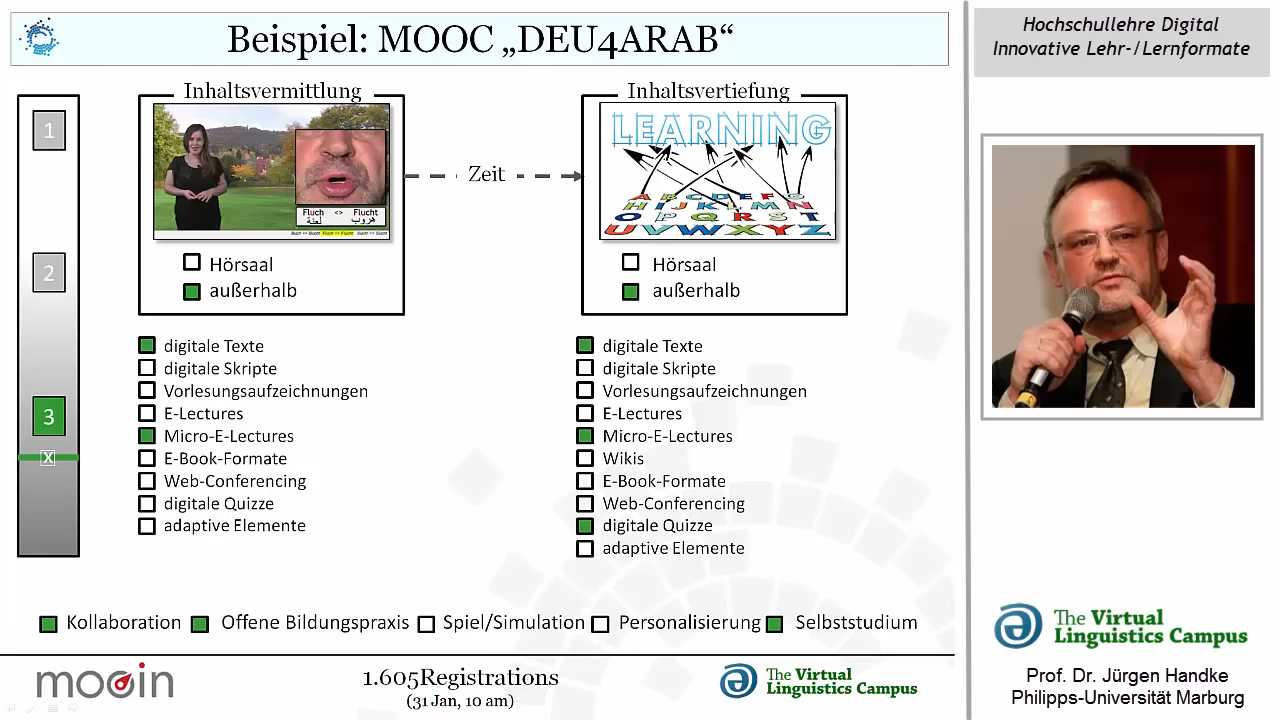 Beispiel: MOOC „DEU4ARAB“
Hochschullehre Digital
Innovative Lehr-/Lernformate
Inhaltsvermittlung
Inhaltsvertiefung
1
2
3
X
Fluch <> Flucht
لعنة هروب
LEARNING
A B C D E F G
H I J K L M N
O P Q R S T
U V W X Y Z
Zeit
Hörsaal
außerhalb
Hörsaal
außerhalb
digitale Texte
digitale Skripte
Vorlesungsaufzeichnungen
E-Lectures
Micro-E-Lectures
E-Book-Formate
Web-Conferencing
digitale Quizze
adaptive Elemente
digitale Texte
digitale Skripte
Vorlesungsaufzeichnungen
E-Lectures
Micro-E-Lectures
Wikis
E-Book-Formate
Web-Conferencing
digitale Quizze
adaptive Elemente
Kollaboration Offene Bildungspraxis Spiel/Simulation Personalisierung Selbststudium
mooin
1.605Registrations
(31 Jan, 10 am)
The Virtual
Linguistics Campus
The Virtual
Linguistics Campus
Prof. Dr. Jürgen Handke
Philipps-Universität Marburg